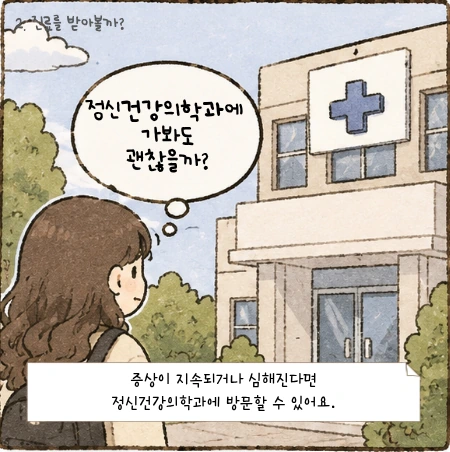 2. 진료를 받아볼까?
정신건강의학과에
가봐도
괜찮을까?
증상이 지속되거나 심해진다면
정신건강의학과에 방문할 수 있어요.